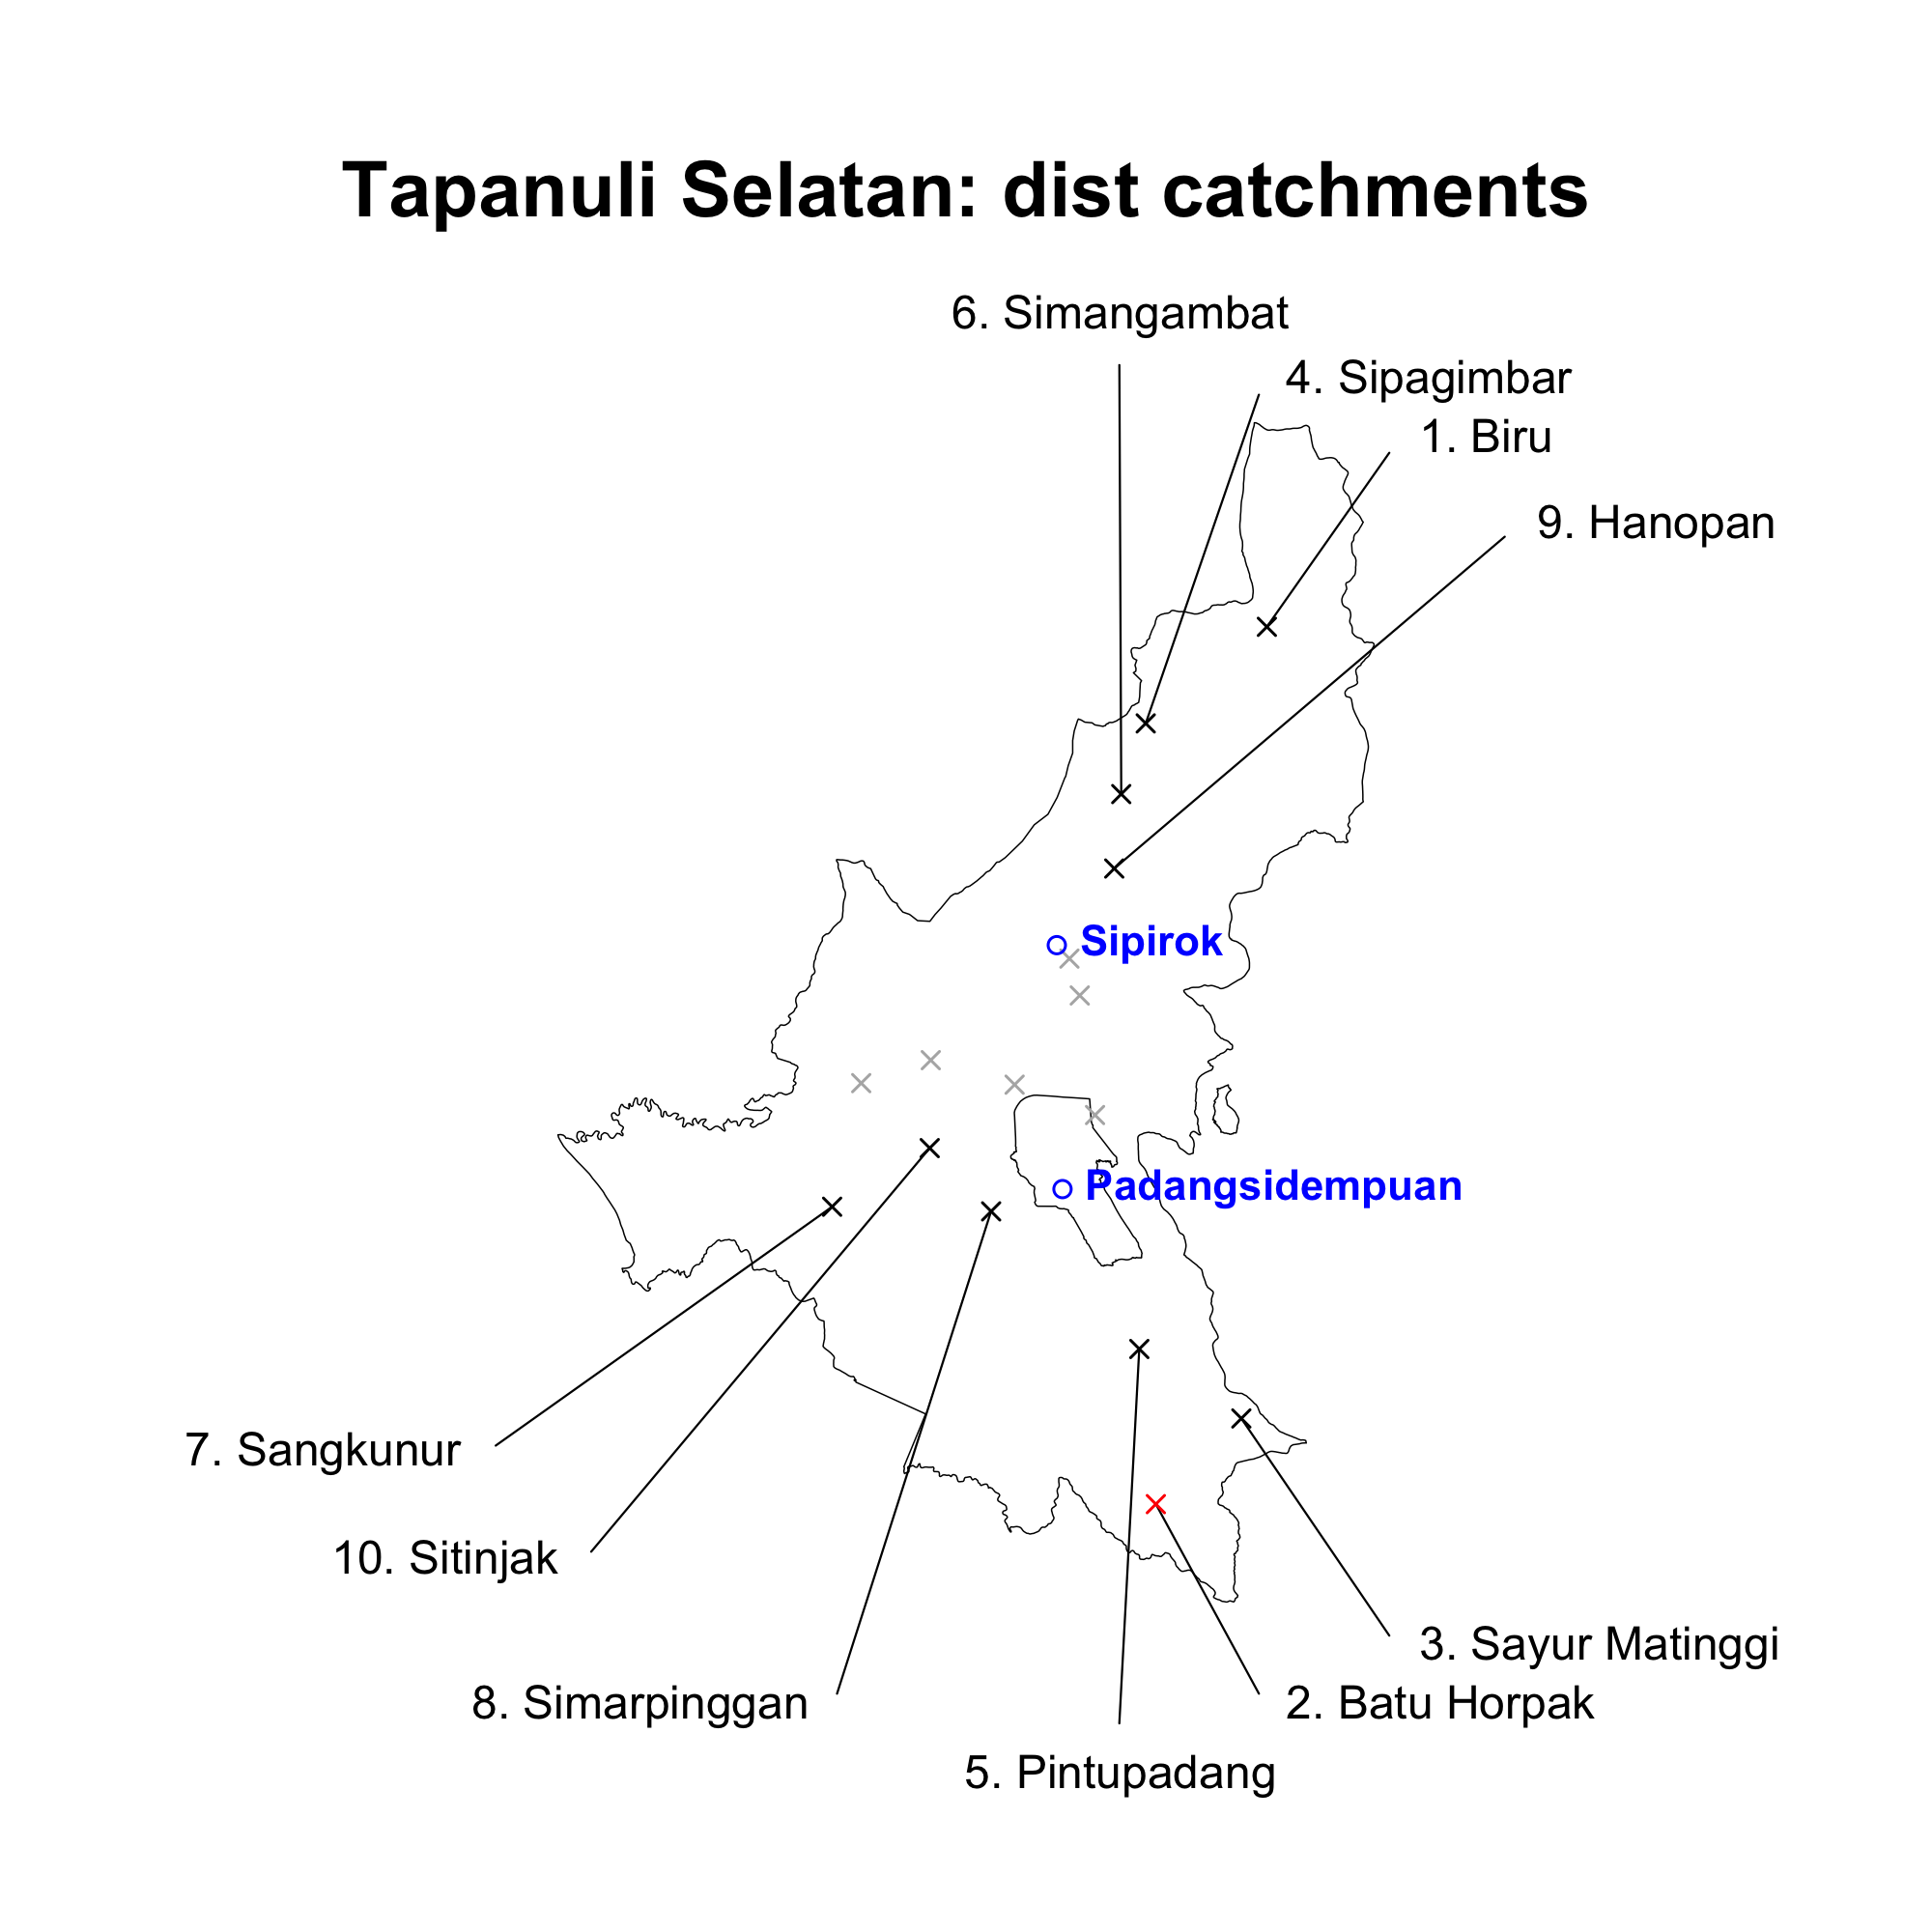 Tapanuli Selatan: dist catchments
6. Simangambat
4. Sipagimbar
1. Biru
9. Hanopan
Sipirok
Padangsidempuan
7. Sangkunur
10. Sitinjak
3. Sayur Matinggi
8. Simarpinggan
2. Batu Horpak
5. Pintupadang